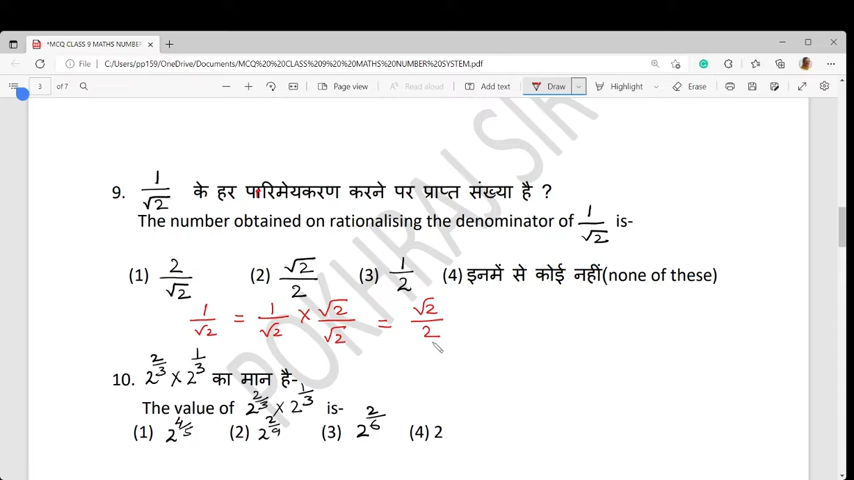 *MCQ CLASS 9 MATHS NUMBER
File | C:/Users/pp159/OneDrive/Documents/MCQ%20%20CLASS%209%20%20MATHS%20NUMBER%20SYSTEM.pdf
3 of 7 Page view Read aloud Add text Draw Highlight Erase
POKHRAJ SIR
9. 1/√2 के हर पारिमेयकरण करने पर प्राप्त संख्या है ?
The number obtained on rationalising the denominator of 1/√2 is-
(1) 2/√2 (2) √2/2 (3) 1/2 (4) इनमें से कोई नहीं(none of these)
1/√2 = 1/√2 × √2/√2 = √2/2
10. 2^2/3 × 2^1/3 का मान है-
The value of 2^2/3 × 2^1/3 is-
(1) 2^4/5 (2) 2^2/9 (3) 2^2/6 (4) 2